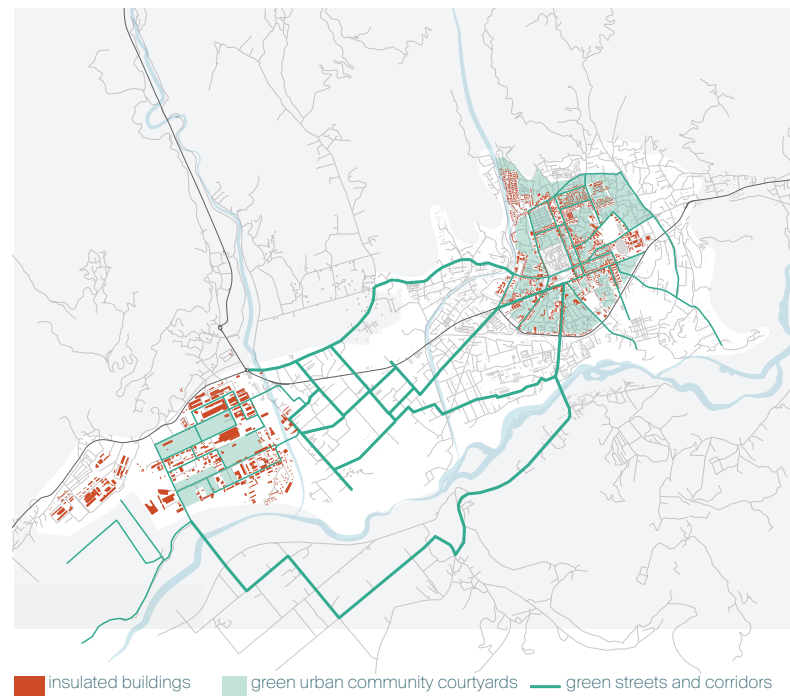 insulated buildings
green urban community courtyards
green streets and corridors